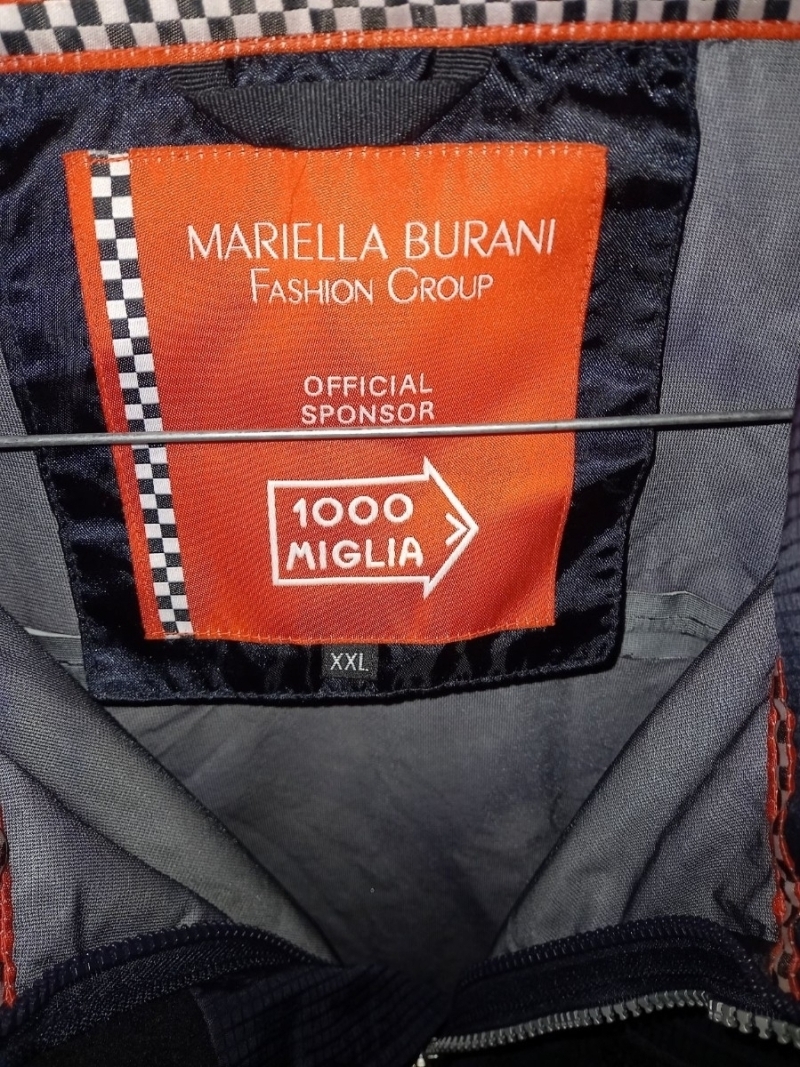 MARIELLA BURANI
FASHION GROUP
OFFICIAL
SPONSOR
1000
MIGLIA
XXL